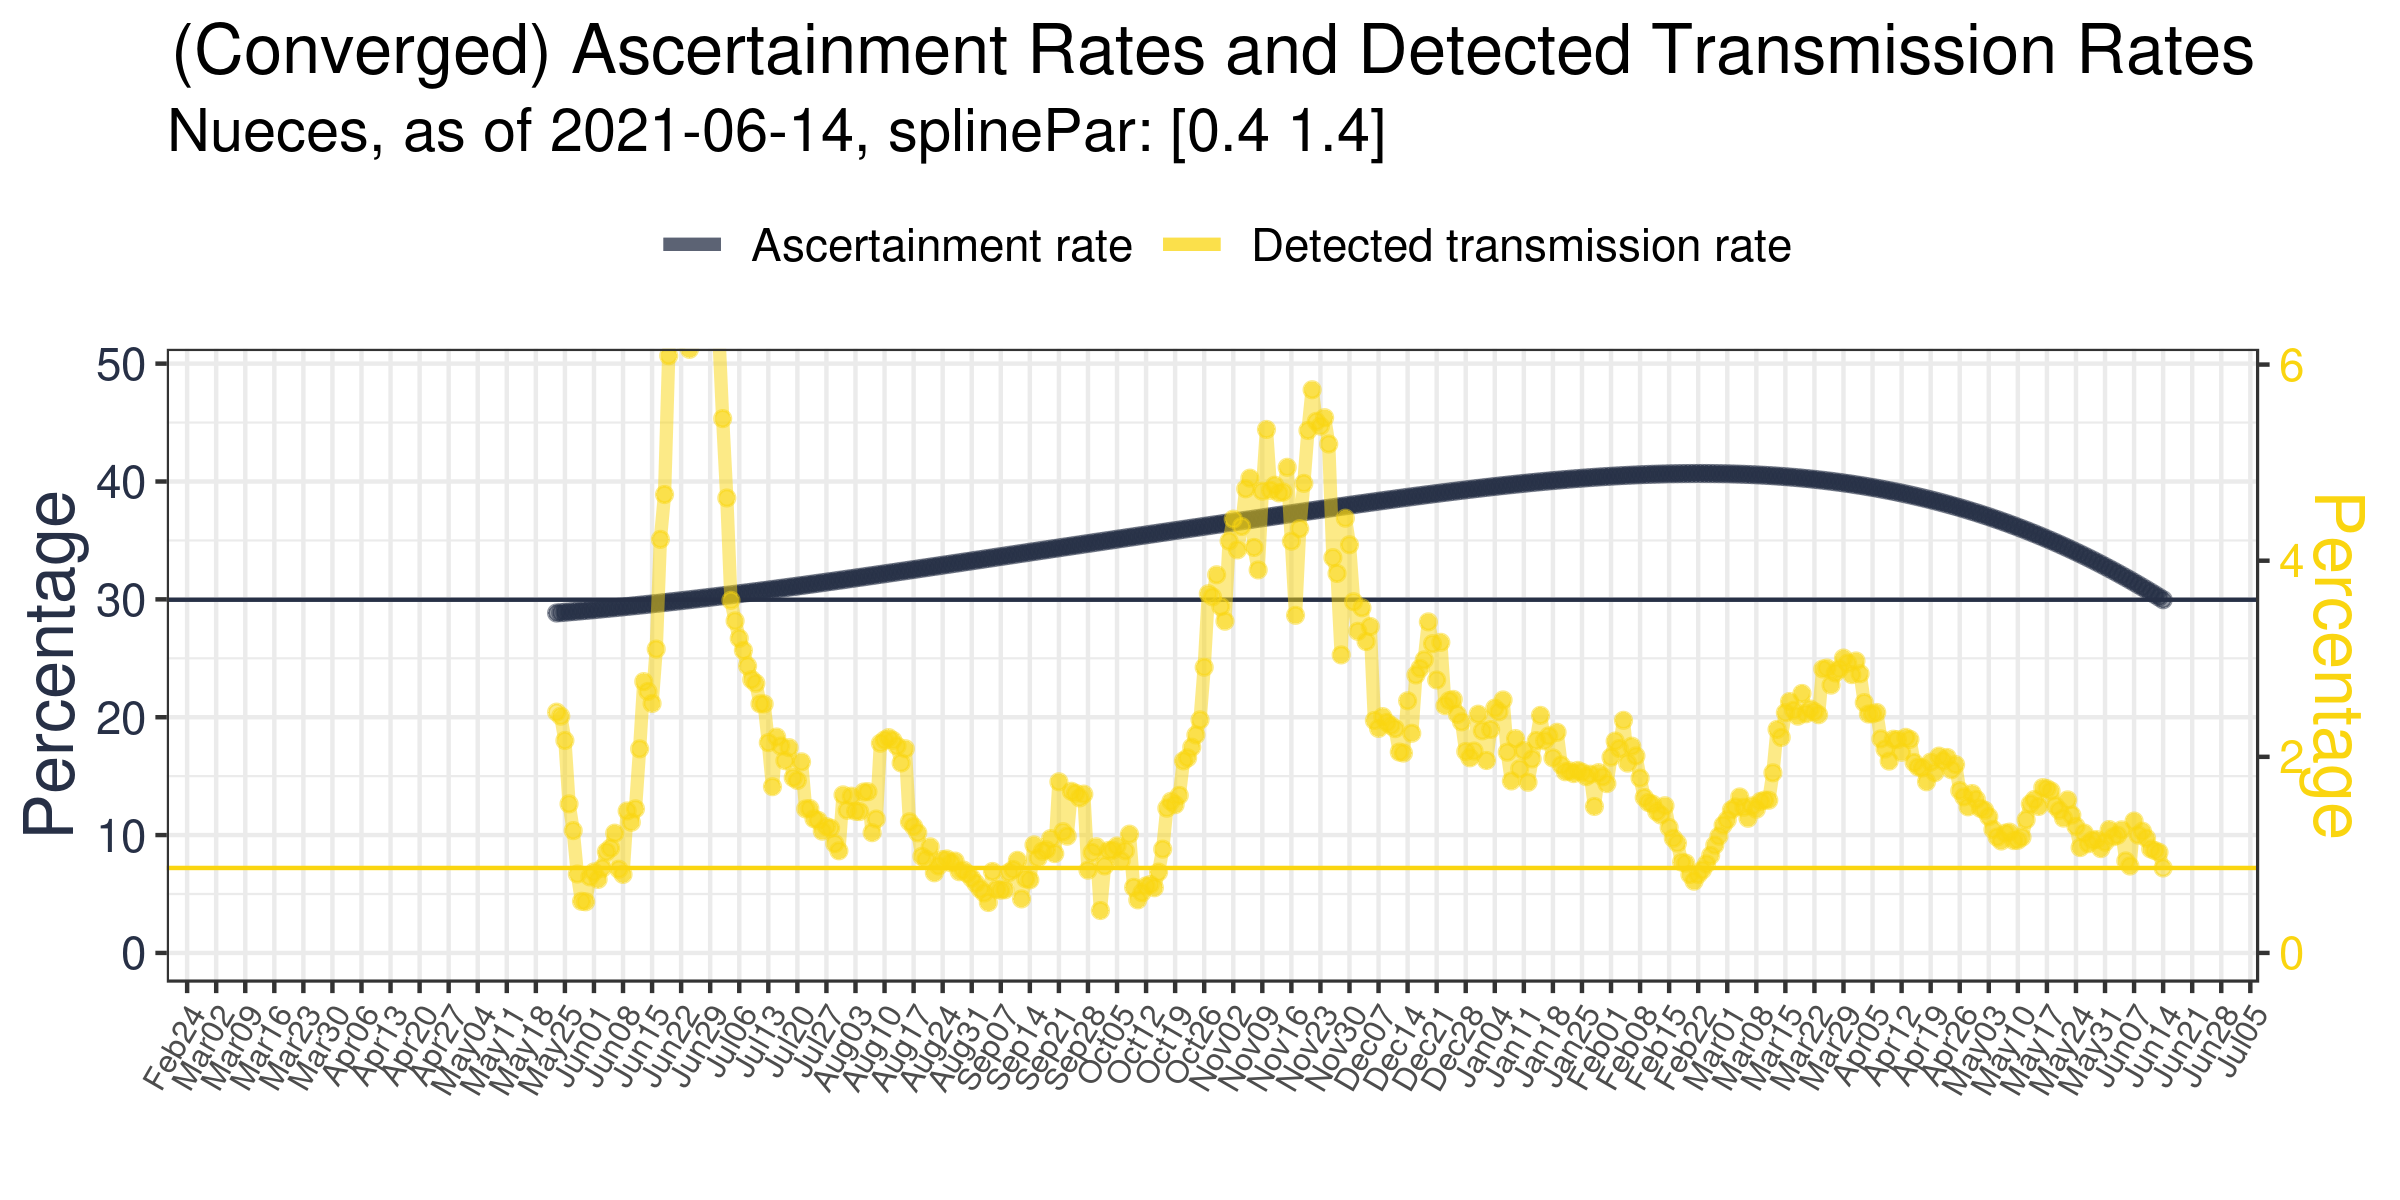 (Converged) Ascertainment Rates and Detected Transmission Rates
Nueces, as of 2021-06-14, splinePar: [0.4 1.4]
Ascertainment rate Detected transmission rate
Percentage
50
40
30
20
10
0
6
4
2
0
Percentage
Feb24 Mar02 Mar09 Mar16 Mar23 Mar30 Apr06 Apr13 Apr20 Apr27 May04 May11 May18 May25 Jun01 Jun08 Jun15 Jun22 Jun29 Jul06 Jul13 Jul20 Jul27 Aug03 Aug10 Aug17 Aug24 Aug31 Sep07 Sep14 Sep21 Sep28 Oct05 Oct12 Oct19 Oct26 Nov02 Nov09 Nov16 Nov23 Nov30 Dec07 Dec14 Dec21 Dec28 Jan04 Jan11 Jan18 Jan25 Feb01 Feb08 Feb15 Feb22 Mar01 Mar08 Mar15 Mar22 Mar29 Apr05 Apr12 Apr19 Apr26 May03 May10 May17 May24 May31 Jun07 Jun14 Jun21 Jun28 Jul05